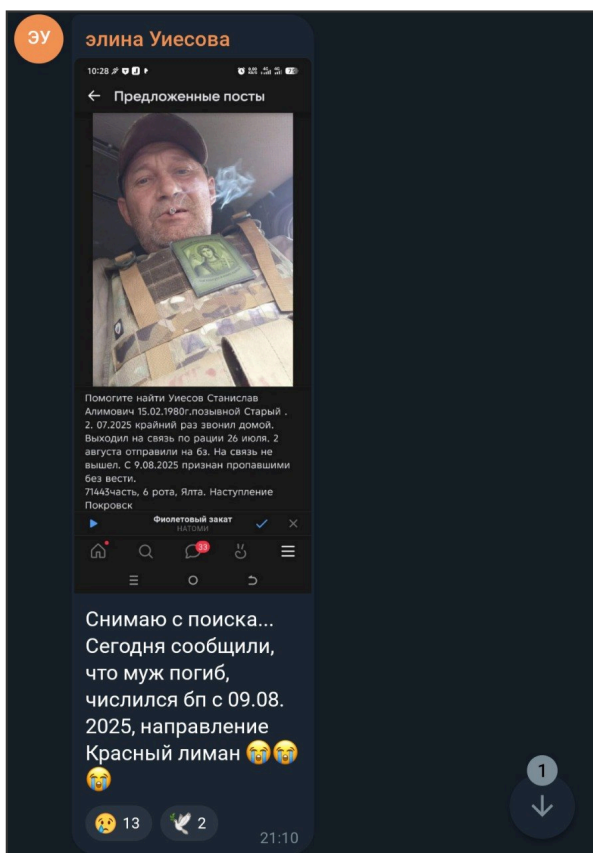 ЭУ
элина Уиесова
10:28
← Предложенные посты
Помогите найти Уиесов Станислав
Алимович 15.02.1980г.позывной Старый .
2. 07.2025 крайний раз звонил домой.
Выходил на связь по рации 26 июля. 2
августа отправили на бз. На связь не
вышел. С 9.08.2025 признан пропавшими
без вести.
71443часть, 6 рота, Ялта. Наступление
Покровск
Фиолетовый закат
НАТОМИ
33
Снимаю с поиска...
Сегодня сообщили,
что муж погиб,
числился бп с 09.08.
2025, направление
Красный лиман 😭😭
😭
😢 13 🕊 2
21:10
1